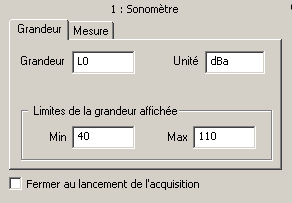 1 : Sonomètre
Grandeur Mesure
Grandeur L0 Unité dBa
Limites de la grandeur affichée
Min 40 Max 110
Fermer au lancement de l'acquisition